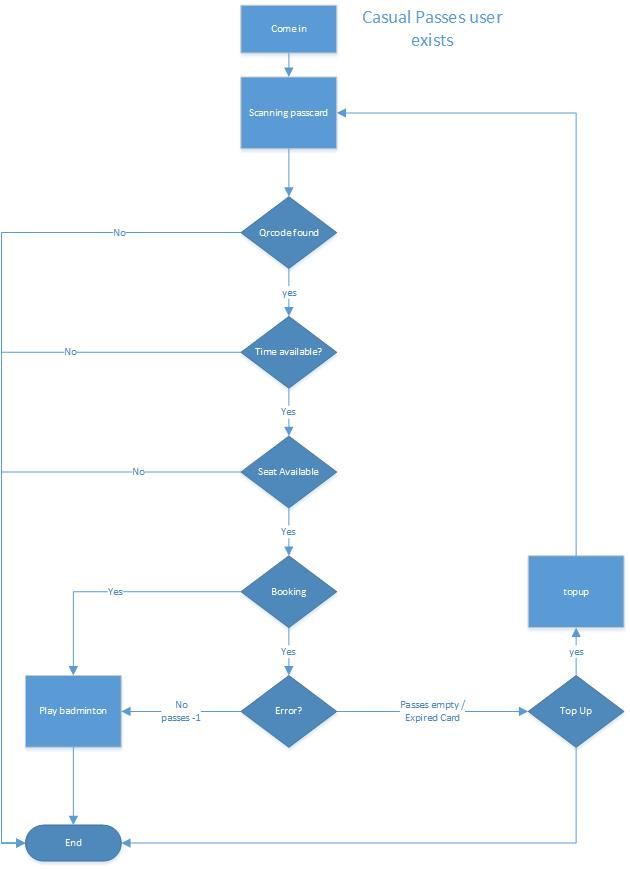 Come in
Casual Passes user
exists
Scanning passcard
No
Qrcode found
yes
No
Time available?
Yes
No
Seat Available
Yes
Yes
Booking
topup
Yes
yes
Play badminton
No
passes -1
Error?
Passes empty /
Expired Card
Top Up
End